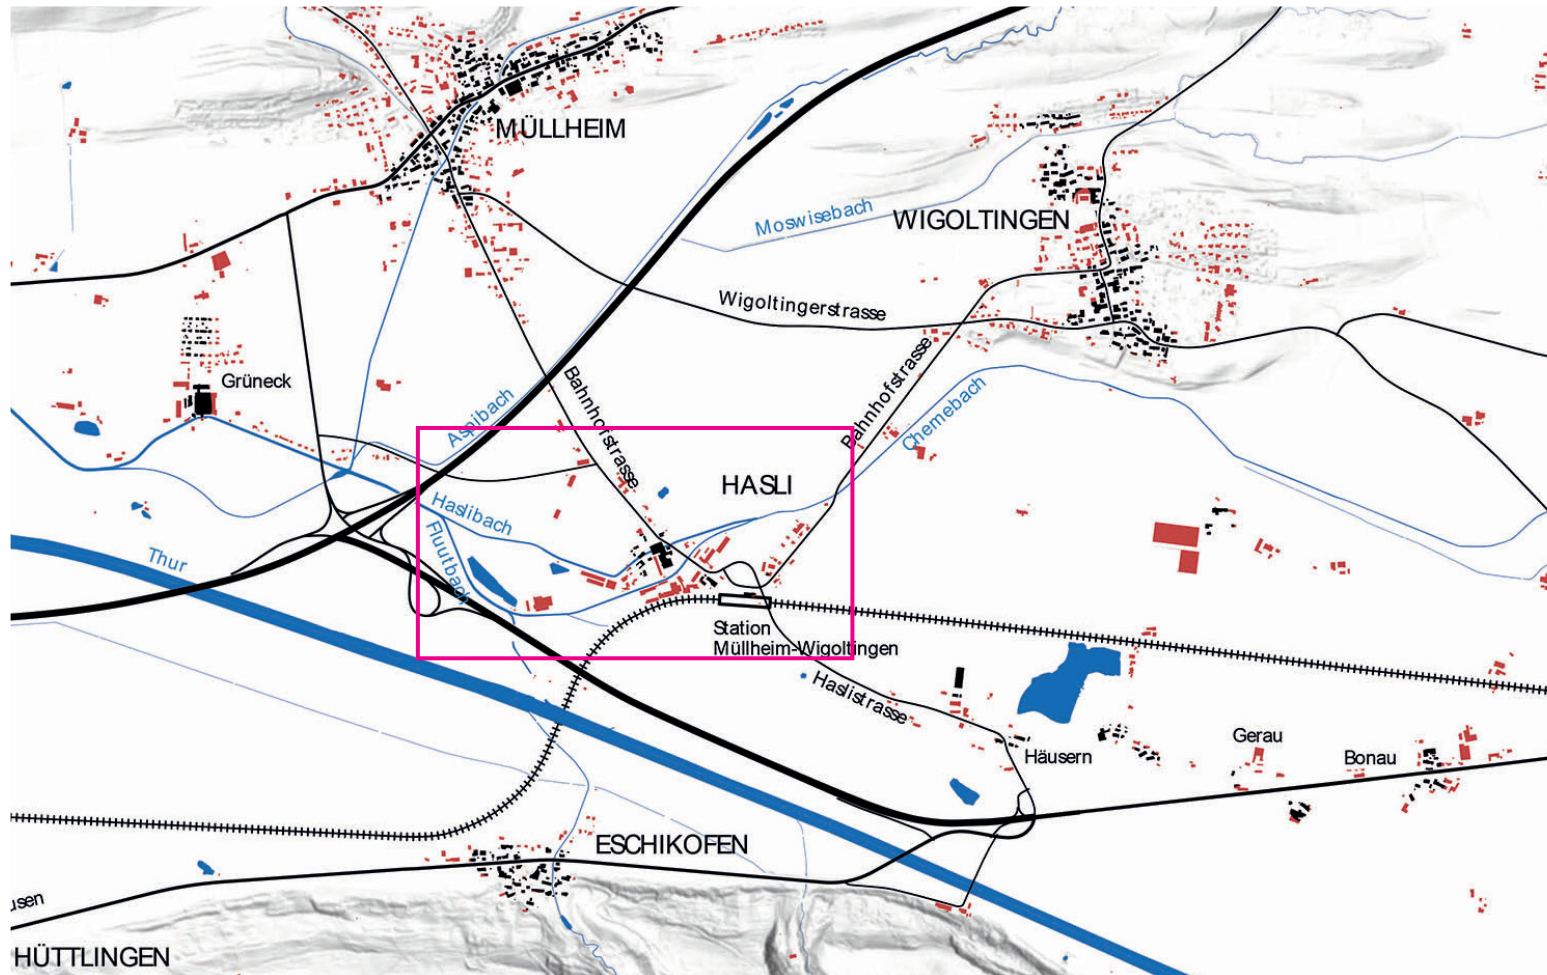 MÜLLHEIM
Moswisebach
WIGOLTINGEN
Wigoltingerstrasse
Grüneck
Bahnhofstrasse
Bahnhofstrasse
Aspibach
Chemebach
HASLI
Haslibach
Fluutbach
Thur
Station
Müllheim-Wigoltingen
Haslistrasse
Häusern
Gerau
Bonau
ESCHIKOFEN
usen
HÜTTLINGEN